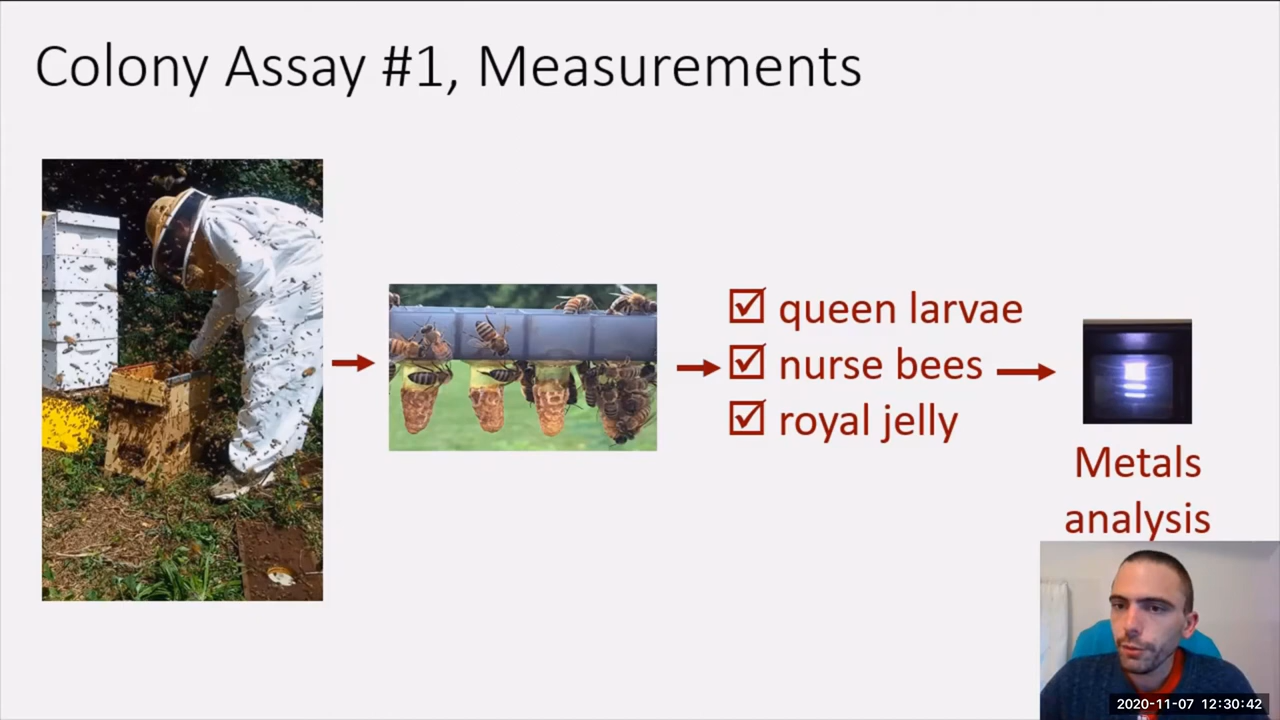 Colony Assay #1, Measurements
queen larvae
nurse bees
royal jelly
Metals
analysis
2020-11-07 12:30:42